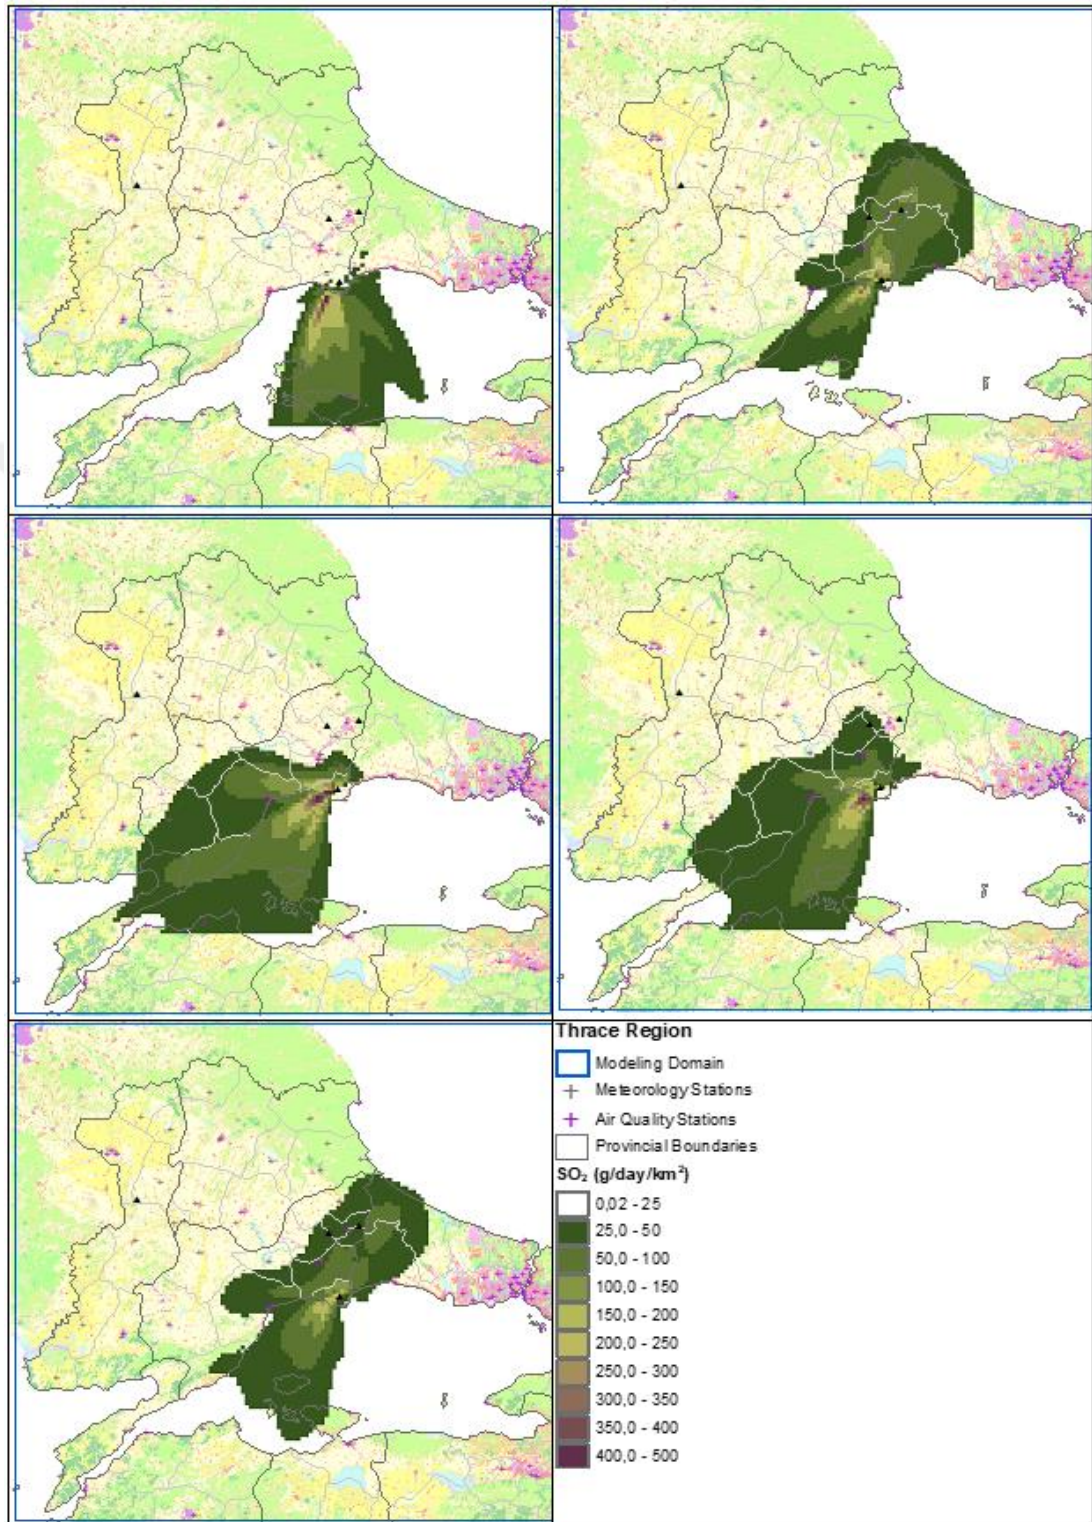 Thrace Region
Modeling Domain
Meteorology Stations
Air Quality Stations
Provincial Boundaries
SO₂ (g/day/km²)
0,02 - 25
25,0 - 50
50,0 - 100
100,0 - 150
150,0 - 200
200,0 - 250
250,0 - 300
300,0 - 350
350,0 - 400
400,0 - 500